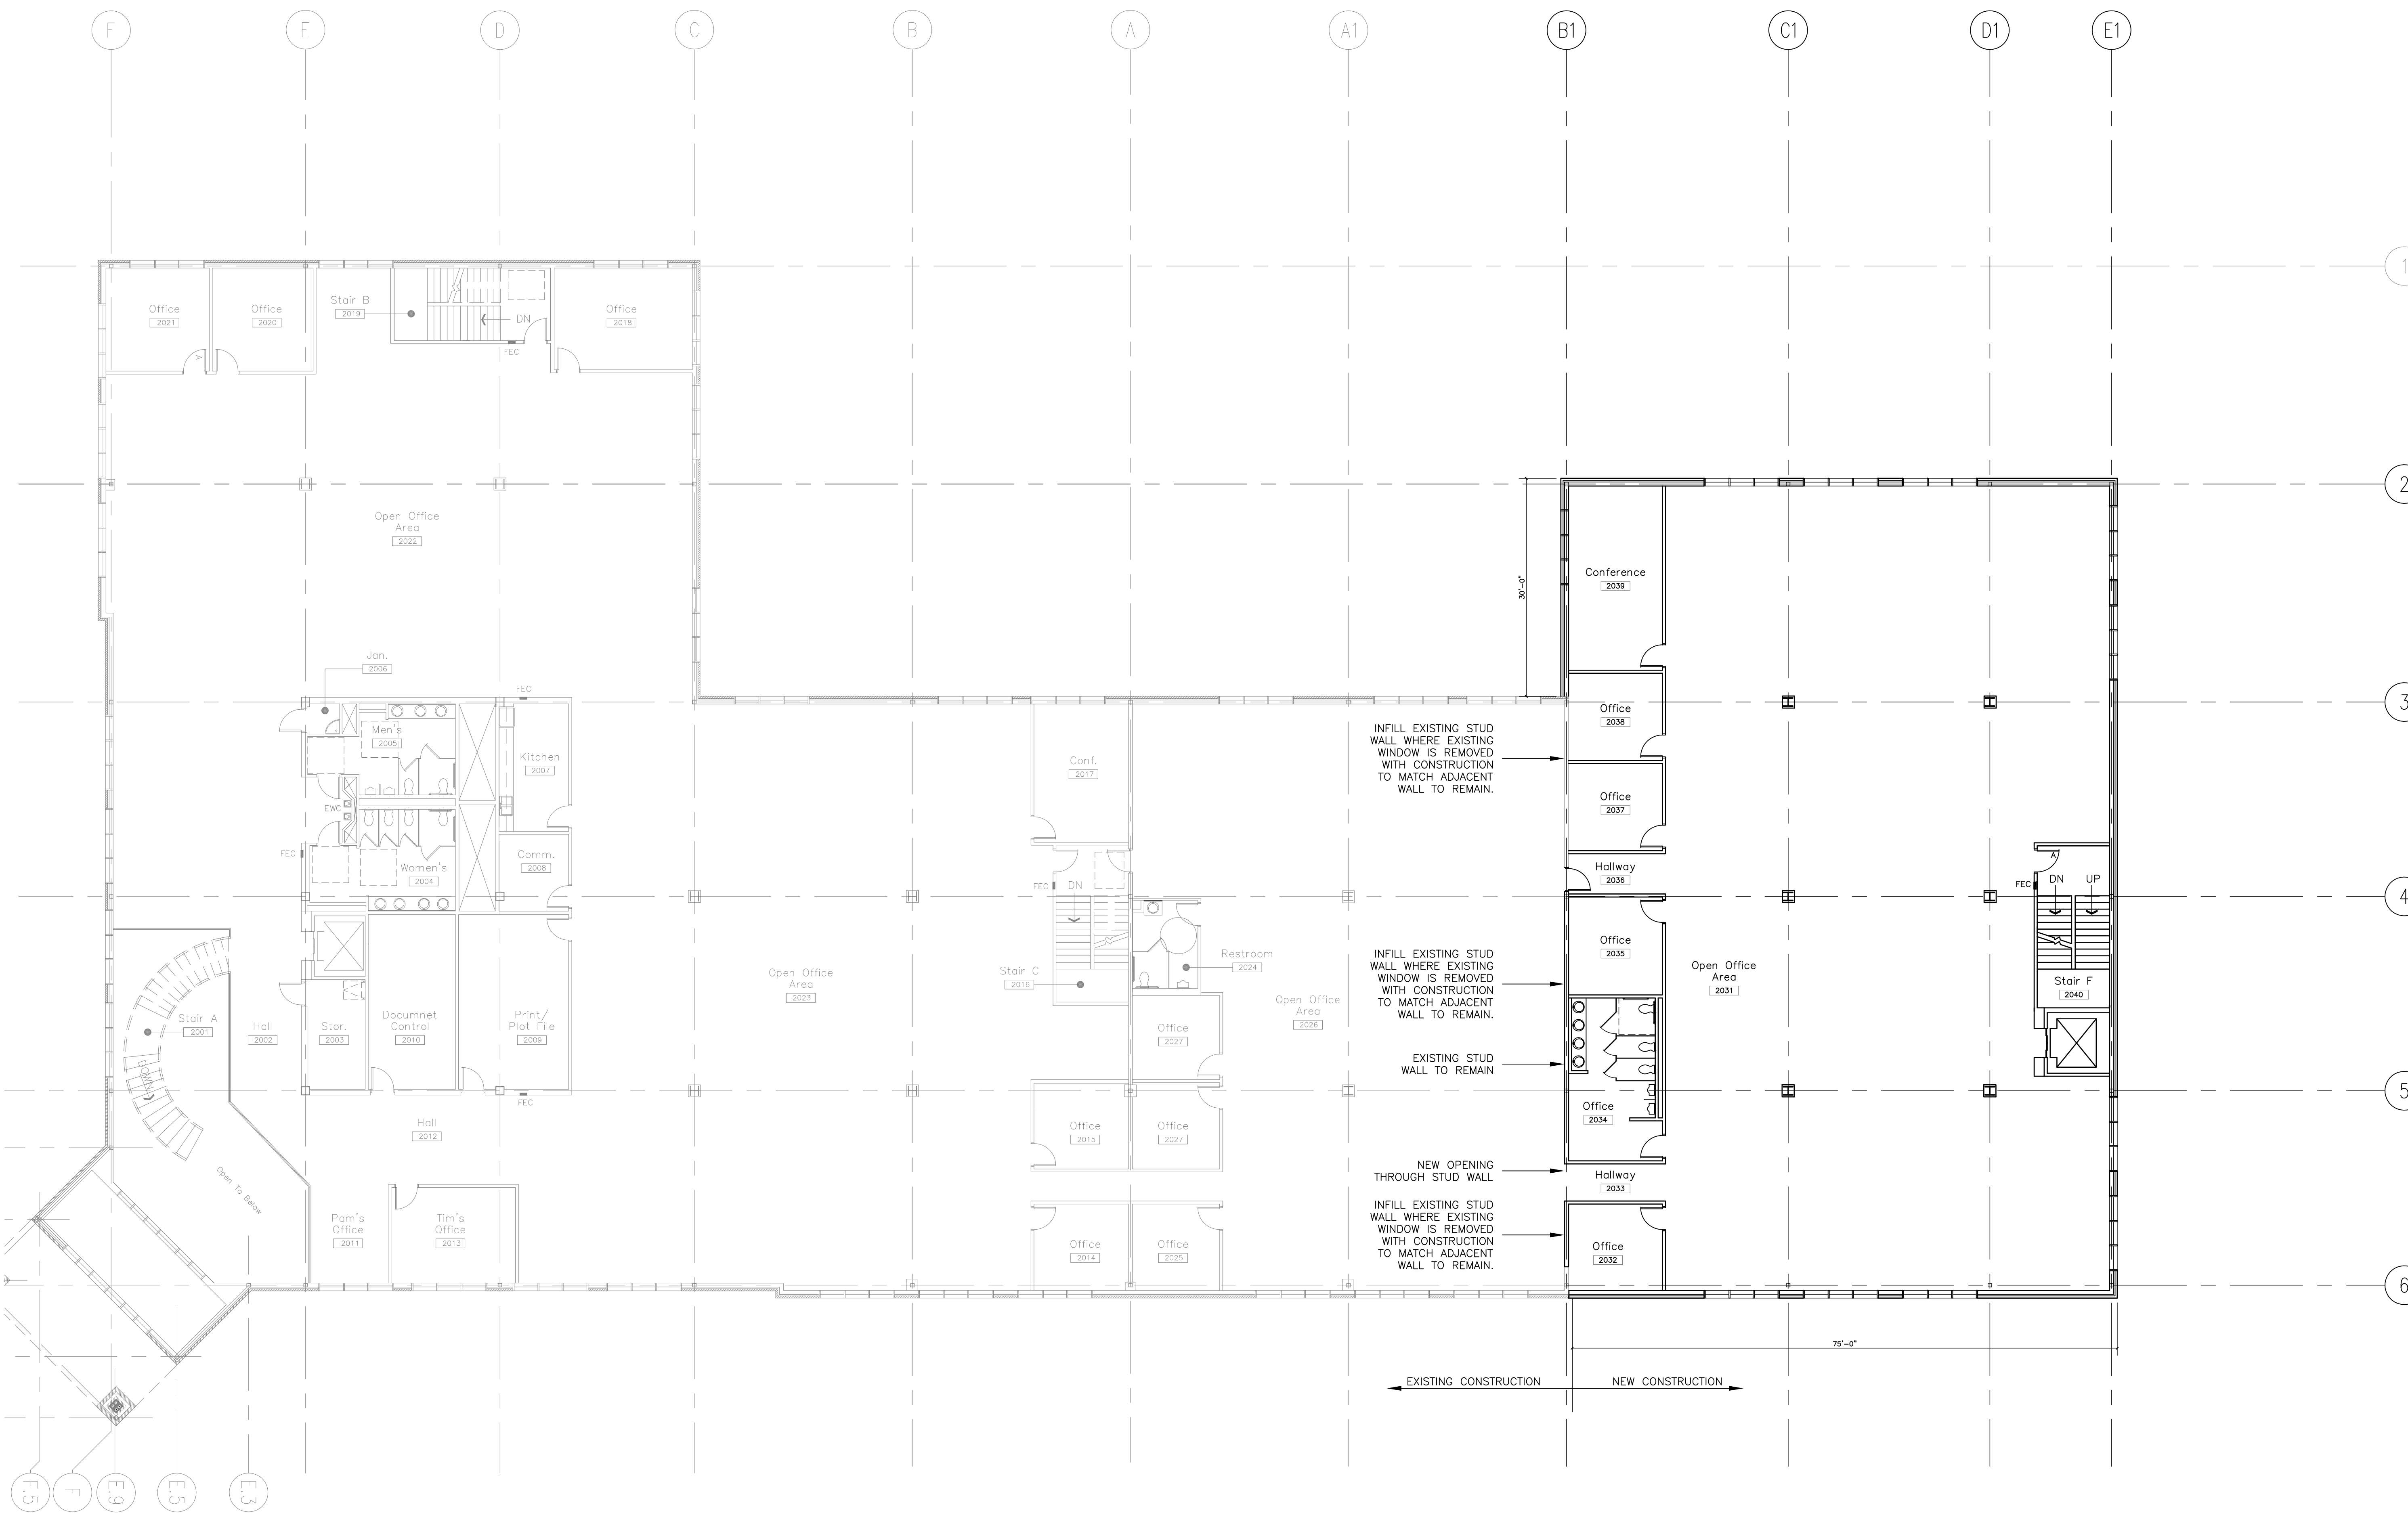 F
E
D
C
B
A
A1
B1
C1
D1
E1
1
Office
2021
A
Office
2020
Stair B
2019
DN
FEC
Office
2018
2
Open Office
Area
2022
Conference
2039
30'-0"
Jan.
2006
FEC
3
Men's
2005
Kitchen
2007
EWC
FEC
Women's
2004
Comm.
2008
Conf.
2017
INFILL EXISTING STUD
WALL WHERE EXISTING
WINDOW IS REMOVED
WITH CONSTRUCTION
TO MATCH ADJACENT
WALL TO REMAIN.
Office
2038
Office
2037
Hallway
2036
FEC
DN
A
FEC
DN
UP
4
Stair A
2001
DOWN
Hall
2002
Stor.
2003
Documnet
Control
2010
Print/
Plot File
2009
FEC
Open Office
Area
2023
Stair C
2016
Restroom
2024
Office
2027
Open Office
Area
2026
INFILL EXISTING STUD
WALL WHERE EXISTING
WINDOW IS REMOVED
WITH CONSTRUCTION
TO MATCH ADJACENT
WALL TO REMAIN.
Office
2035
Open Office
Area
2031
Stair F
2040
EXISTING STUD
WALL TO REMAIN
5
Hall
2012
Office
2015
Office
2027
Office
2034
Open To Below
NEW OPENING
THROUGH STUD WALL
Hallway
2033
Pam's
Office
2011
Tim's
Office
2013
Office
2014
Office
2025
INFILL EXISTING STUD
WALL WHERE EXISTING
WINDOW IS REMOVED
WITH CONSTRUCTION
TO MATCH ADJACENT
WALL TO REMAIN.
Office
2032
6
75'-0"
EXISTING CONSTRUCTION
NEW CONSTRUCTION
F.5
F
E.9
E.5
E.3